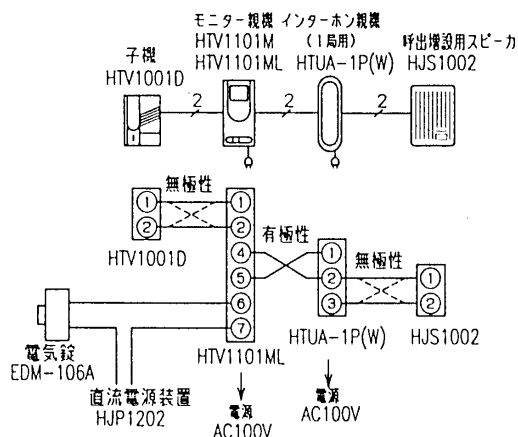 モニター親機 インターホン親機
子機 HTV1101M (1局用) 呼出増設用スピーカ
HTV1001D HTV1101ML HTUA-1P(W) HJS1002
2 2 2
無極性
① ①
② ② 有極性
HTV1001D ④ ① 無極性
⑤ ② ①
⑥ ③ ②
⑦ HTUA-1P(W) HJS1002
電気錠 HTV1101ML
EDM-106A
直流電源装置 電源 電源
HJP1202 AC100V AC100V